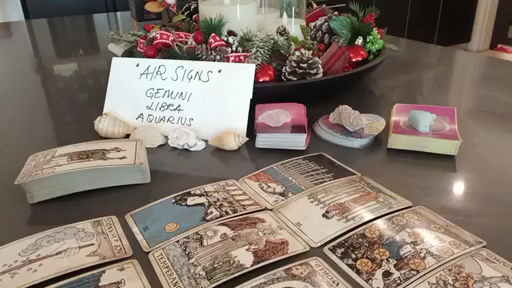 "AIR SIGNS"
GEMINI
LIBRA
AQUARIUS
TEMPERANCE